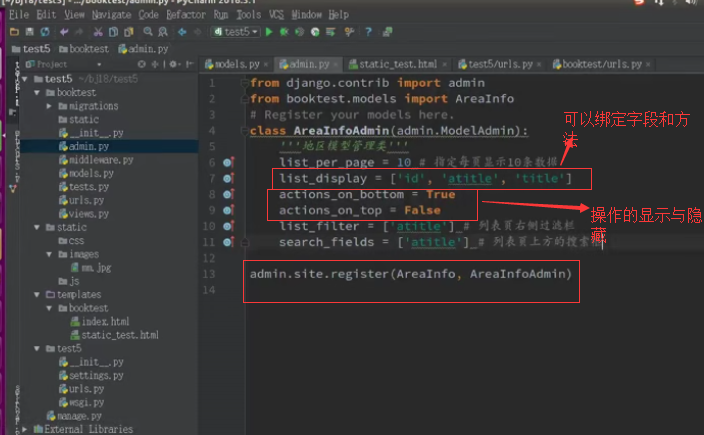 [~/bj18/test5] - .../booktest/admin.py - PyCharm 2016.3.1
File Edit View Navigate Code Refactor Run Tools VCS Window Help
test5
test5 booktest admin.py
Project
models.py admin.py static_test.html test5/urls.py booktest/urls.py
test5 ~/bj18/test5
booktest
migrations
static
__init__.py
admin.py
middleware.py
models.py
tests.py
urls.py
views.py
static
css
images
mm.jpg
js
templates
booktest
index.html
static_test.html
test5
__init__.py
settings.py
urls.py
wsgi.py
manage.py
External Libraries
1 from django.contrib import admin
2 from booktest.models import AreaInfo
3 # Register your models here.
4 class AreaInfoAdmin(admin.ModelAdmin):
5 '''地区模型管理类'''
6 list_per_page = 10 # 指定每页显示10条数据
7 list_display = ['id', 'atitle', 'title']
8 actions_on_bottom = True
9 actions_on_top = False
10 list_filter = ['atitle'] # 列表页右侧过滤栏
11 search_fields = ['atitle'] # 列表页上方的搜索
12
13 admin.site.register(AreaInfo, AreaInfoAdmin)
14
可以绑定字段和方
法
操作的显示与隐
藏